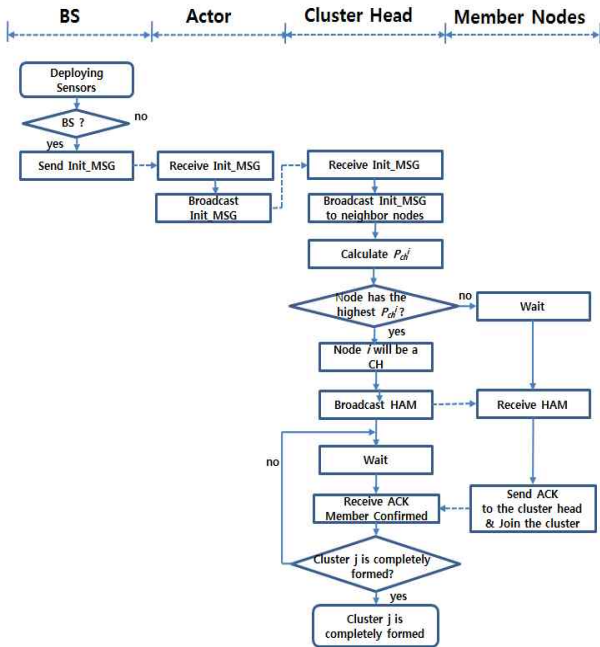 BS
Actor
Cluster Head
Member Nodes
Deploying
Sensors
BS ?
no
yes
Send Init_MSG
Receive Init_MSG
Receive Init_MSG
Broadcast
Init_MSG
Broadcast Init_MSG
to neighbor nodes
Calculate P_ch^i
Node has the
highest P_ch^i ?
no
Wait
yes
Node i will be a
CH
Broadcast HAM
Receive HAM
no
Wait
Receive ACK
Member Confirmed
Send ACK
to the cluster head
& Join the cluster
Cluster j is completely
formed?
yes
Cluster j is
completely formed